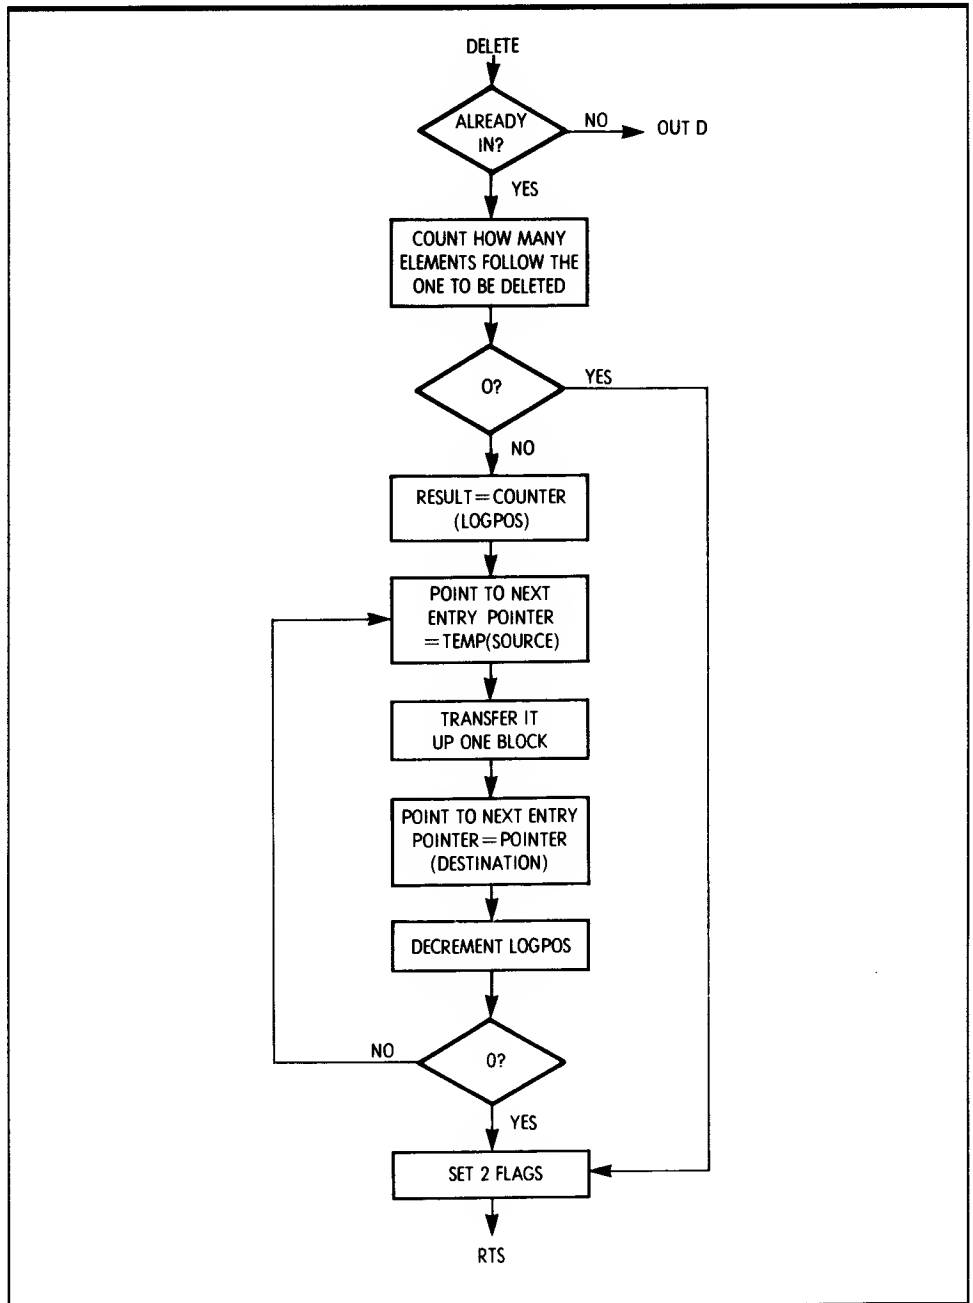 DELETE
ALREADY
IN?
NO
OUT D
YES
COUNT HOW MANY
ELEMENTS FOLLOW THE
ONE TO BE DELETED
0?
YES
NO
RESULT=COUNTER
(LOGPOS)
POINT TO NEXT
ENTRY POINTER
=TEMP(SOURCE)
TRANSFER IT
UP ONE BLOCK
POINT TO NEXT ENTRY
POINTER=POINTER
(DESTINATION)
DECREMENT LOGPOS
NO
0?
YES
SET 2 FLAGS
RTS